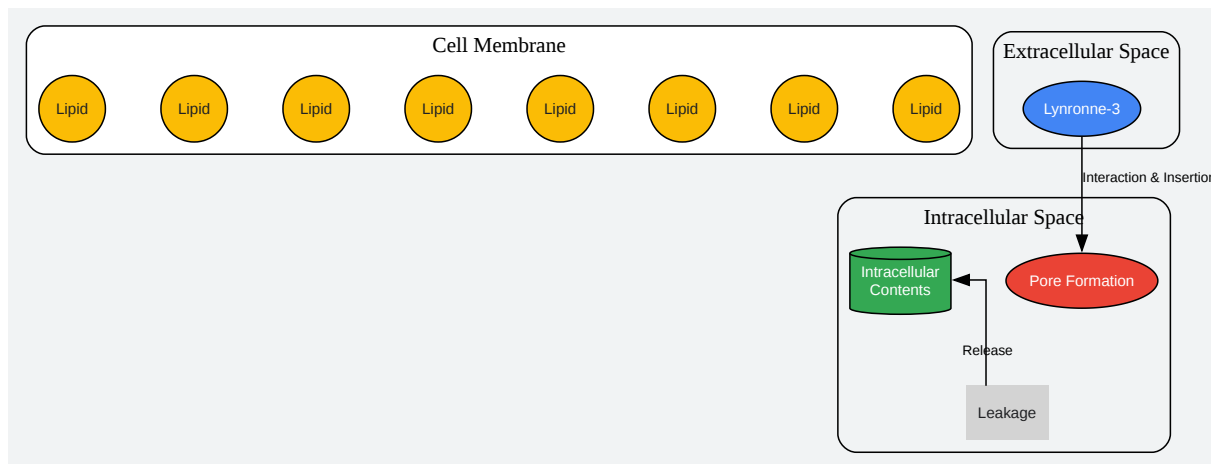 Cell Membrane
Lipid
Lipid
Lipid
Lipid
Lipid
Lipid
Lipid
Lipid
Extracellular Space
Lynronne-3
Interaction & Insertion
Intracellular Space
Intracellular
Contents
Pore Formation
Release
Leakage